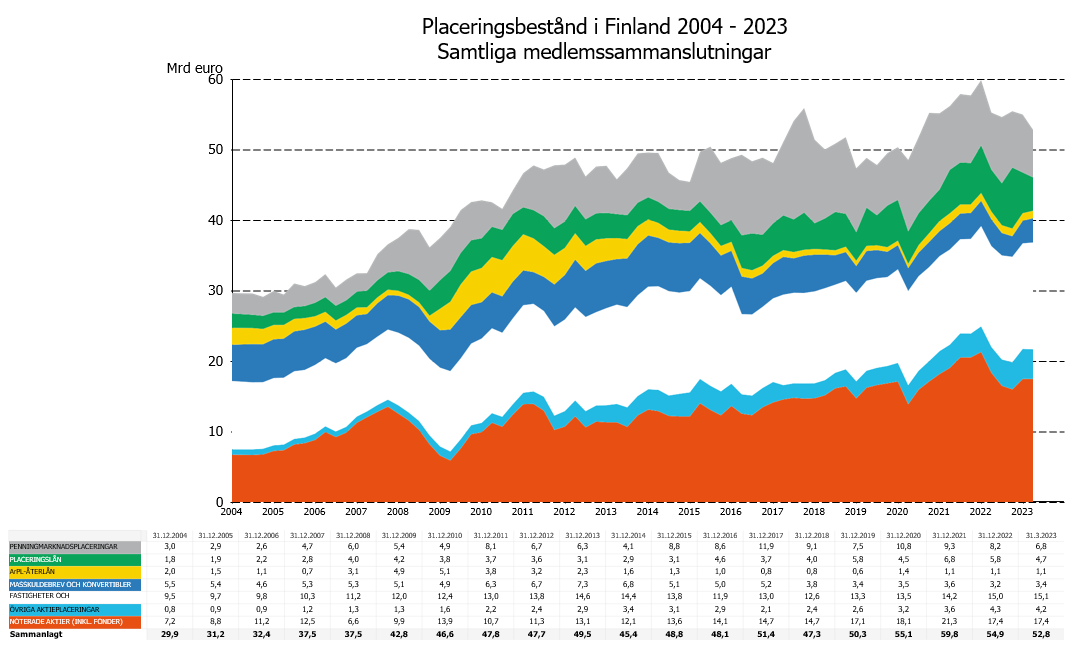 Placeringsbestånd i Finland 2004 - 2023
Samtliga medlemssammanslutningar
Mrd euro
60
50
40
30
20
10
0
2004 2005 2006 2007 2008 2009 2010 2011 2012 2013 2014 2015 2016 2017 2018 2019 2020 2021 2022 2023
31.12.2004 31.12.2005 31.12.2006 31.12.2007 31.12.2008 31.12.2009 31.12.2010 31.12.2011 31.12.2012 31.12.2013 31.12.2014 31.12.2015 31.12.2016 31.12.2017 31.12.2018 31.12.2019 31.12.2020 31.12.2021 31.12.2022 31.3.2023
PENNINGMARKNADSPLACERINGAR 3,0 2,9 2,6 4,7 6,0 5,4 4,9 8,1 6,7 6,3 4,1 8,8 8,6 11,9 9,1 7,5 10,8 9,3 8,2 6,8
PLACERINGSLÅN 1,8 1,9 2,2 2,8 4,0 4,2 3,8 3,7 3,6 3,1 2,9 3,1 4,6 3,7 4,0 5,8 4,5 6,8 5,8 4,7
ArPL-ÅTERLÅN 2,0 1,5 1,1 0,7 3,1 4,9 5,1 3,8 3,2 2,3 1,6 1,3 1,0 0,8 0,8 0,6 1,4 1,1 1,1 1,1
MASSKULDEBREV OCH KONVERTIBLER 5,5 5,4 4,6 5,3 5,3 5,1 4,9 6,3 6,7 7,3 6,8 5,1 5,0 5,2 3,8 3,4 3,5 3,6 3,2 3,4
FASTIGHETER OCH 9,5 9,7 9,8 10,3 11,2 12,0 12,4 13,0 13,8 14,6 14,4 13,8 11,9 13,0 12,6 13,3 13,5 14,2 15,0 15,1
ÖVRIGA AKTIEPLACERINGAR 0,8 0,9 0,9 1,2 1,3 1,3 1,6 2,2 2,4 2,9 3,4 3,1 2,9 2,1 2,4 2,6 3,2 3,6 4,3 4,2
NOTERADE AKTIER (INKL. FONDER) 7,2 8,8 11,2 12,5 6,6 9,9 13,9 10,7 11,3 13,1 12,1 13,6 14,1 14,7 14,7 17,1 18,1 21,3 17,4 17,4
Sammanlagt 29,9 31,2 32,4 37,5 37,5 42,8 46,6 47,8 47,7 49,5 45,4 48,8 48,1 51,4 47,3 50,3 55,1 59,8 54,9 52,8